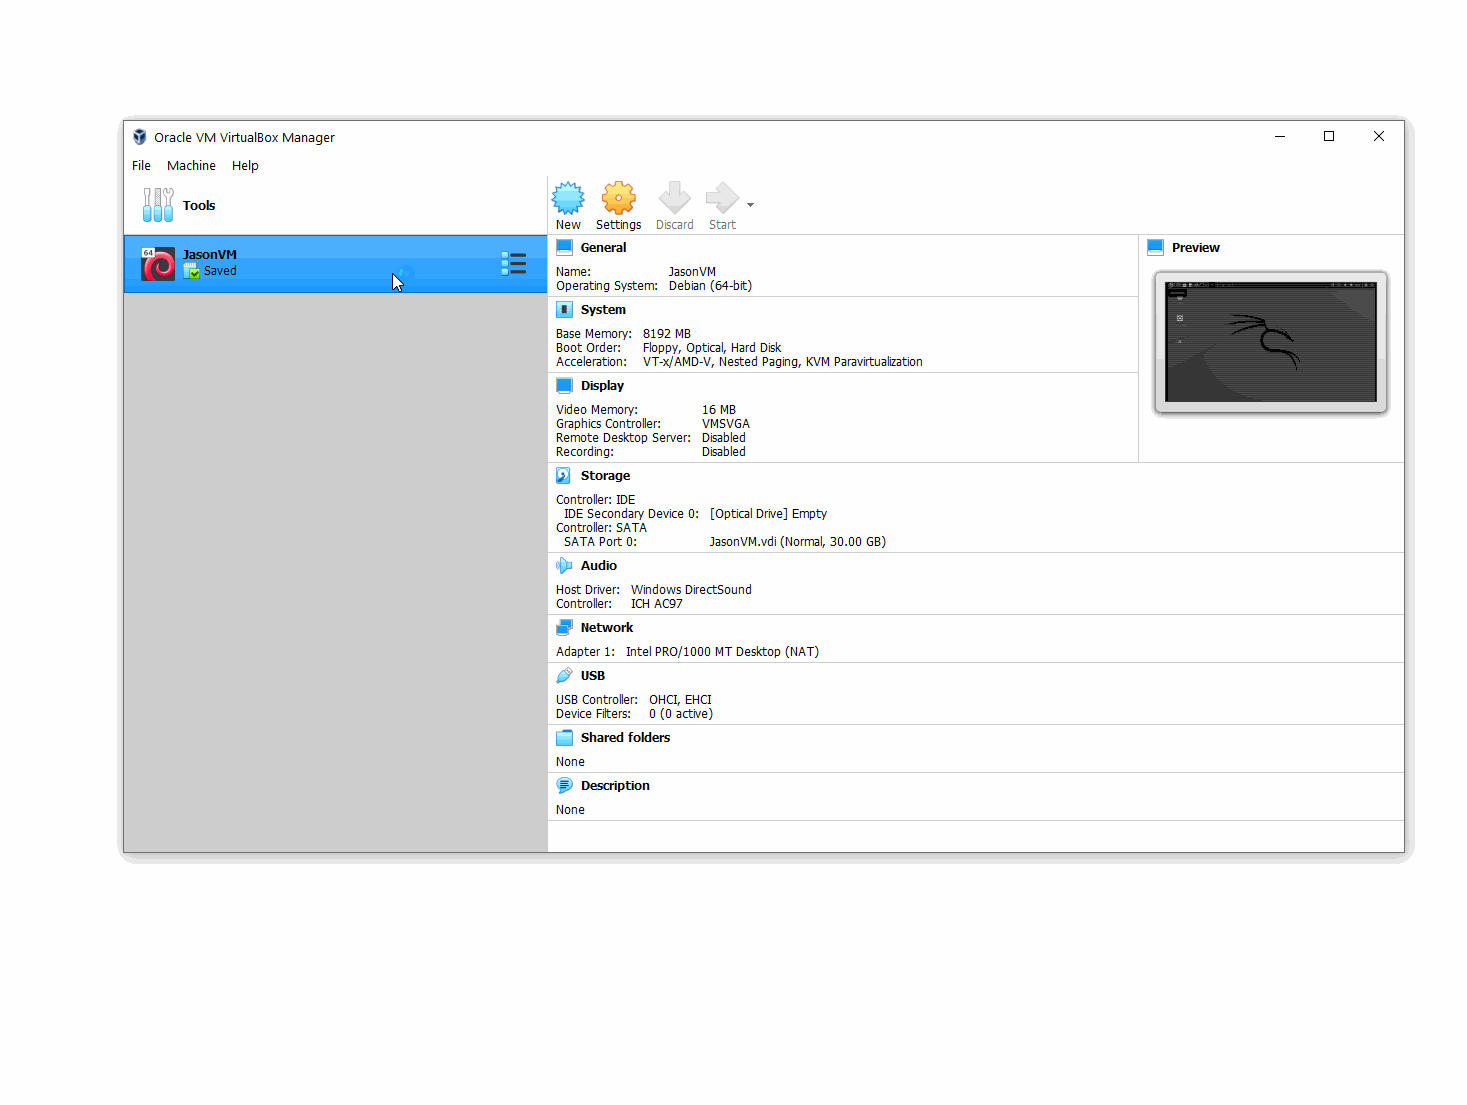 Oracle VM VirtualBox Manager
File Machine Help
Tools
New Settings Discard Start
64
JasonVM
Saved
General
Name: JasonVM
Operating System: Debian (64-bit)
Preview
System
Base Memory: 8192 MB
Boot Order: Floppy, Optical, Hard Disk
Acceleration: VT-x/AMD-V, Nested Paging, KVM Paravirtualization
Display
Video Memory: 16 MB
Graphics Controller: VMSVGA
Remote Desktop Server: Disabled
Recording: Disabled
Storage
Controller: IDE
IDE Secondary Device 0: [Optical Drive] Empty
Controller: SATA
SATA Port 0: JasonVM.vdi (Normal, 30.00 GB)
Audio
Host Driver: Windows DirectSound
Controller: ICH AC97
Network
Adapter 1: Intel PRO/1000 MT Desktop (NAT)
USB
USB Controller: OHCI, EHCI
Device Filters: 0 (0 active)
Shared folders
None
Description
None